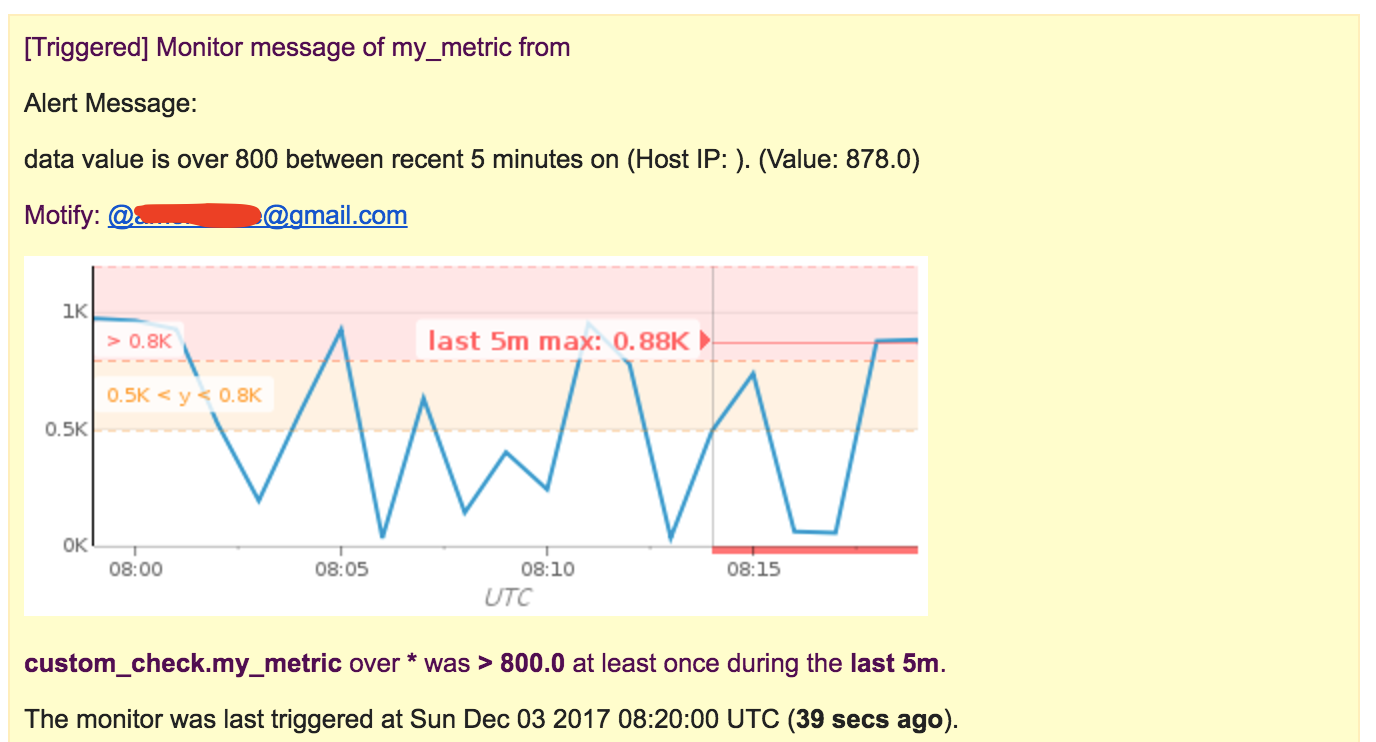 [Triggered] Monitor message of my_metric from
Alert Message:
data value is over 800 between recent 5 minutes on (Host IP: ). (Value: 878.0)
Motify: @ @gmail.com
1K
> 0.8K
last 5m max: 0.88K
0.5K < y < 0.8K
0.5K
0K
08:00 08:05 08:10 08:15
UTC
custom_check.my_metric over * was > 800.0 at least once during the last 5m.
The monitor was last triggered at Sun Dec 03 2017 08:20:00 UTC (39 secs ago).